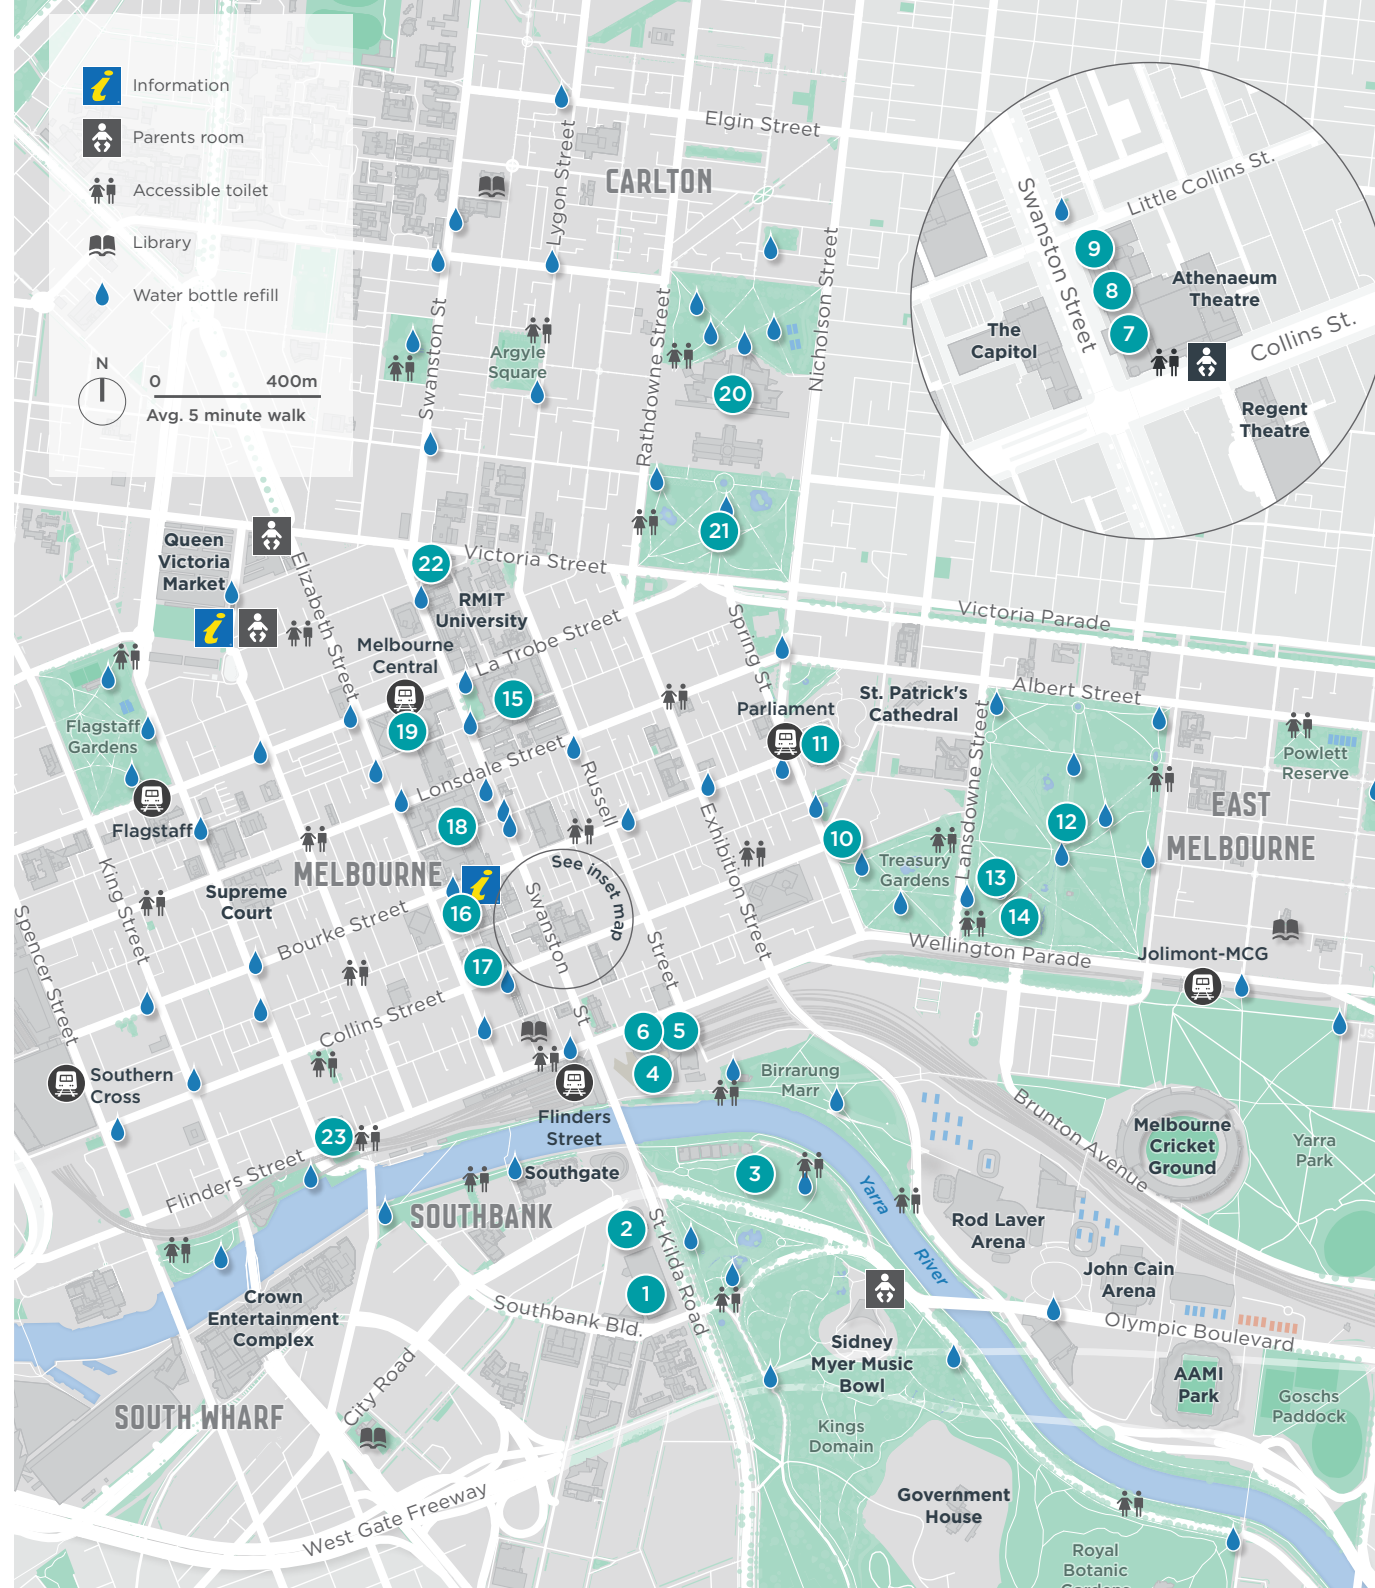 Information
Parents room
Accessible toilet
Library
Water bottle refill
N
0 400m
Avg. 5 minute walk
Elgin Street
CARLTON
Lygon Street
Swanston St
Argyle
Square
Rathdowne Street
Nicholson Street
20
21
Swanston Street
Little Collins St.
9
8
7
Athenaeum
Theatre
The
Capitol
Collins St.
Regent
Theatre
Queen
Victoria
Market
Elizabeth Street
22
Victoria Street
RMIT
University
Melbourne
Central
La Trobe Street
15
19
Spring St
Victoria Parade
Albert Street
Parliament
11
St. Patrick's
Cathedral
Lansdowne Street
Powlett
Reserve
EAST
MELBOURNE
Flagstaff
Gardens
Flagstaff
Lonsdale Street
Russell
Street
Exhibition Street
18
10
12
Treasury
Gardens
13
14
MELBOURNE
See inset map
Swanston
St
16
17
King Street
Supreme
Court
Bourke Street
Spencer Street
Collins Street
Wellington Parade
Jolimont-MCG
6
5
4
Southern
Cross
Birrarung
Marr
Flinders
Street
23
Flinders Street
Brunton Avenue
Melbourne
Cricket
Ground
Yarra
Park
Southgate
3
Yarra
River
SOUTHBANK
2
St Kilda Road
1
Rod Laver
Arena
John Cain
Arena
Crown
Entertainment
Complex
Southbank Bld.
Olympic Boulevard
Sidney
Myer Music
Bowl
AAMI
Park
Goschs
Paddock
City Road
SOUTH WHARF
Kings
Domain
West Gate Freeway
Government
House
Royal
Botanic
Gardens